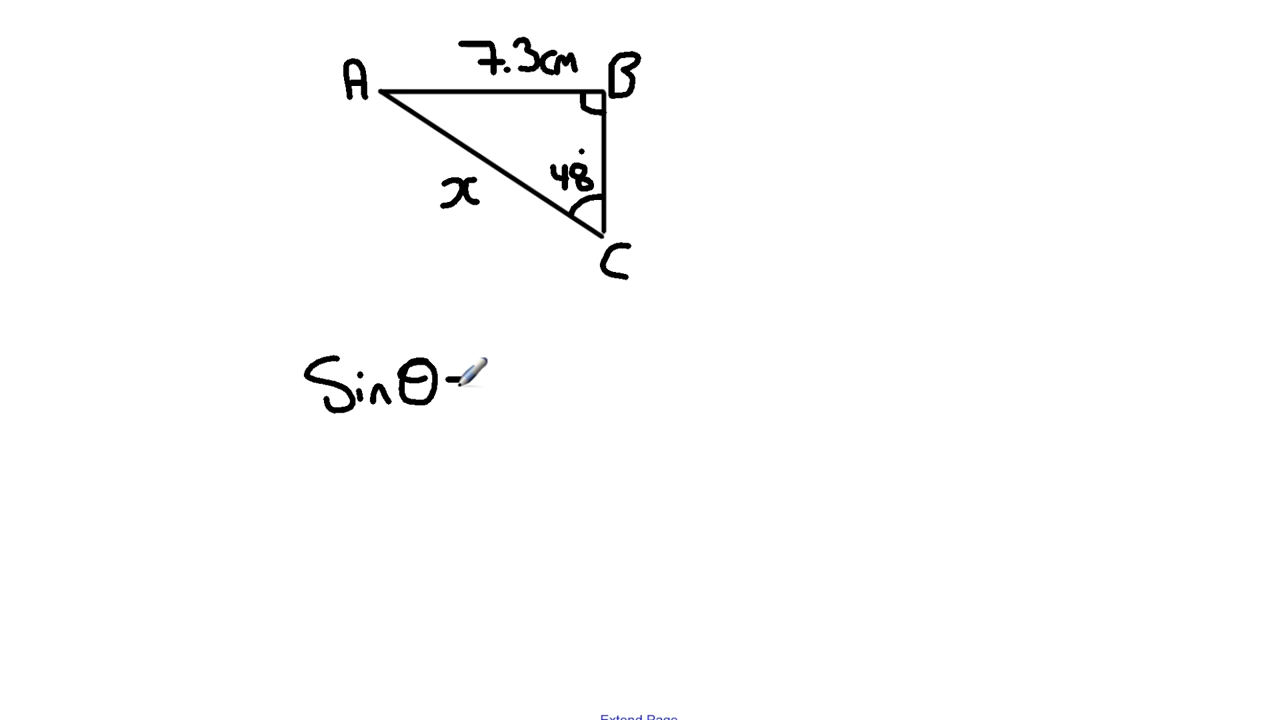 7.3cm
A
B
48°
x
C
Sinθ -
Extend Page